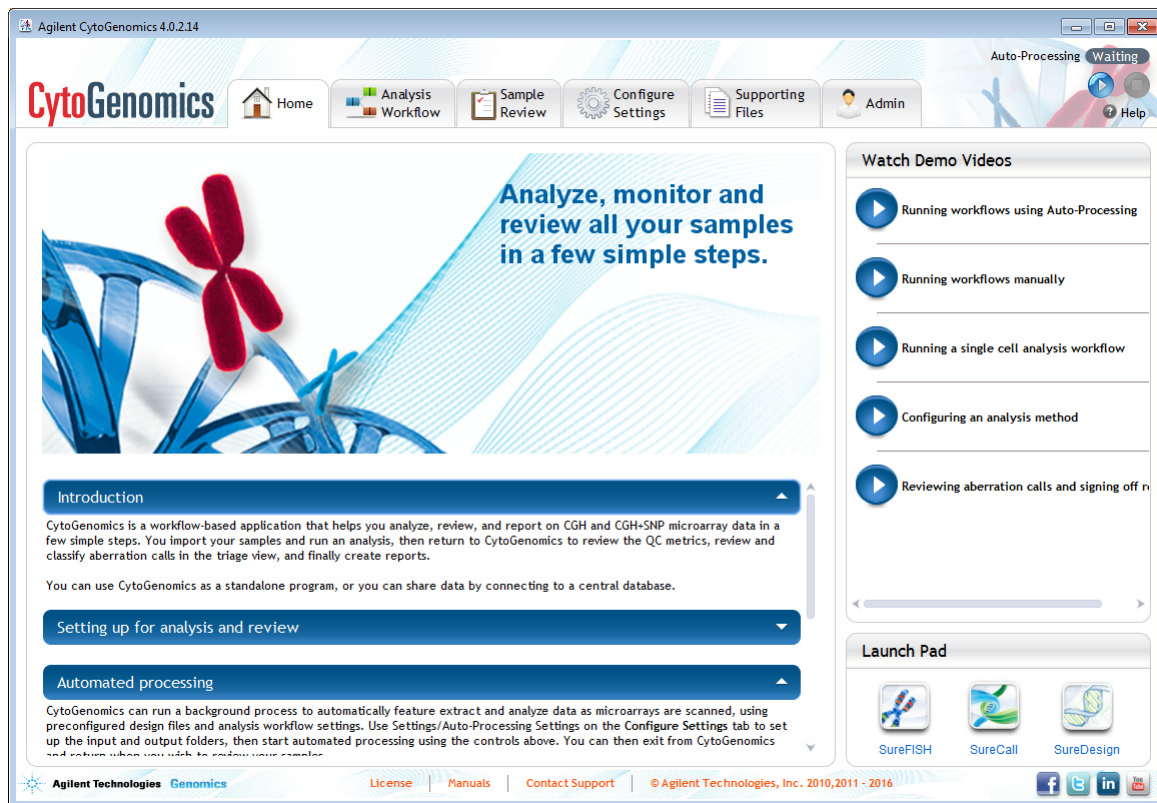 Agilent CytoGenomics 4.0.2.14
Auto-Processing Waiting
CytoGenomics
Home
Analysis
Workflow
Sample
Review
Configure
Settings
Supporting
Files
Admin
Help
Analyze, monitor and
review all your samples
in a few simple steps.
Introduction
CytoGenomics is a workflow-based application that helps you analyze, review, and report on CGH and CGH+SNP microarray data in a
few simple steps. You import your samples and run an analysis, then return to CytoGenomics to review the QC metrics, review and
classify aberration calls in the triage view, and finally create reports.
You can use CytoGenomics as a standalone program, or you can share data by connecting to a central database.
Setting up for analysis and review
Automated processing
CytoGenomics can run a background process to automatically feature extract and analyze data as microarrays are scanned, using
preconfigured design files and analysis workflow settings. Use Settings/Auto-Processing Settings on the Configure Settings tab to set
up the input and output folders, then start automated processing using the controls above. You can then exit from CytoGenomics
and return when you wish to review your samples.
Watch Demo Videos
Running workflows using Auto-Processing
Running workflows manually
Running a single cell analysis workflow
Configuring an analysis method
Reviewing aberration calls and signing off
Launch Pad
SureFISH
SureCall
SureDesign
Agilent Technologies Genomics
License
Manuals
Contact Support
© Agilent Technologies, Inc. 2010,2011 - 2016
You
Tube